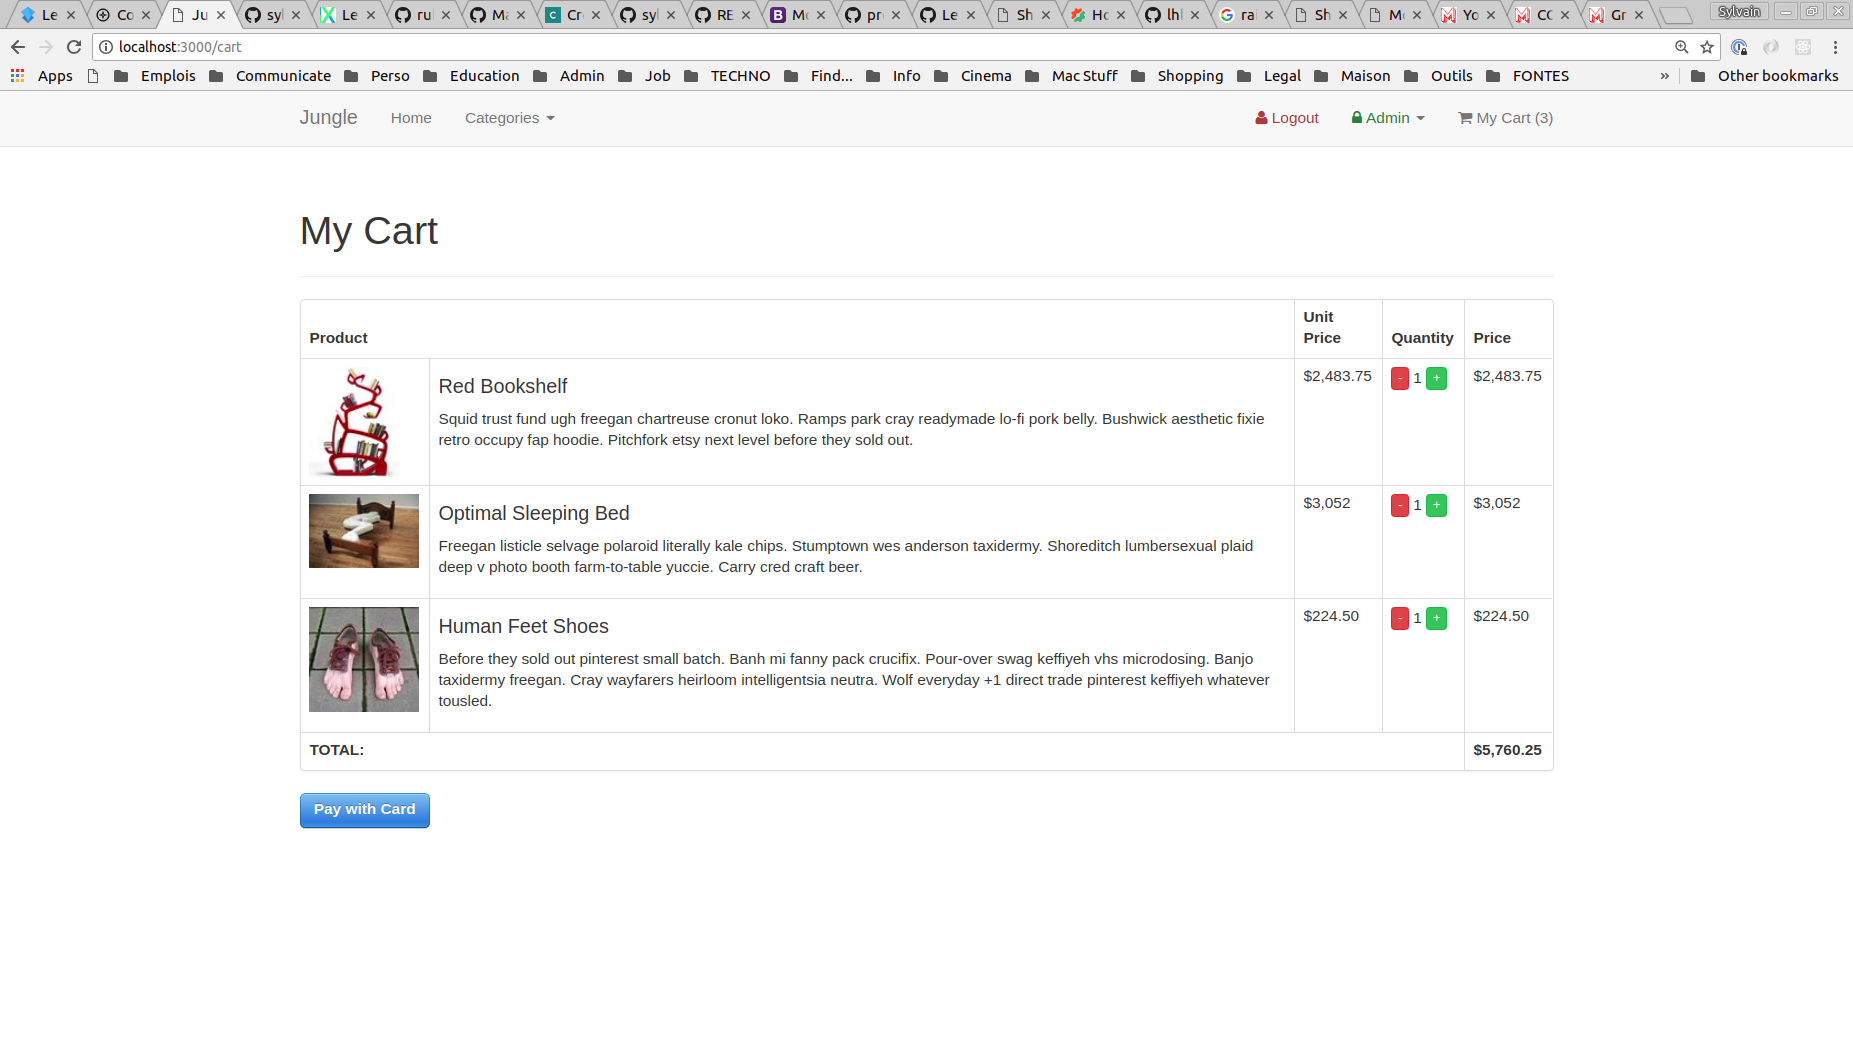 Le Co Ju syl Le ru Ma Cr syl RE Mo pr Le Sh Ho lhl rai Sh Mo Yo CC Gr Sylvain
localhost:3000/cart
Apps Emplois Communicate Perso Education Admin Job TECHNO Find... Info Cinema Mac Stuff Shopping Legal Maison Outils FONTES » Other bookmarks
Jungle Home Categories Logout Admin My Cart (3)
My Cart
Product Unit Price Quantity Price
Red Bookshelf $2,483.75 - 1 + $2,483.75
Squid trust fund ugh freegan chartreuse cronut loko. Ramps park cray readymade lo-fi pork belly. Bushwick aesthetic fixie
retro occupy fap hoodie. Pitchfork etsy next level before they sold out.
Optimal Sleeping Bed $3,052 - 1 + $3,052
Freegan listicle selvage polaroid literally kale chips. Stumptown wes anderson taxidermy. Shoreditch lumbersexual plaid
deep v photo booth farm-to-table yuccie. Carry cred craft beer.
Human Feet Shoes $224.50 - 1 + $224.50
Before they sold out pinterest small batch. Banh mi fanny pack crucifix. Pour-over swag keffiyeh vhs microdosing. Banjo
taxidermy freegan. Cray wayfarers heirloom intelligentsia neutra. Wolf everyday +1 direct trade pinterest keffiyeh whatever
tousled.
TOTAL: $5,760.25
Pay with Card